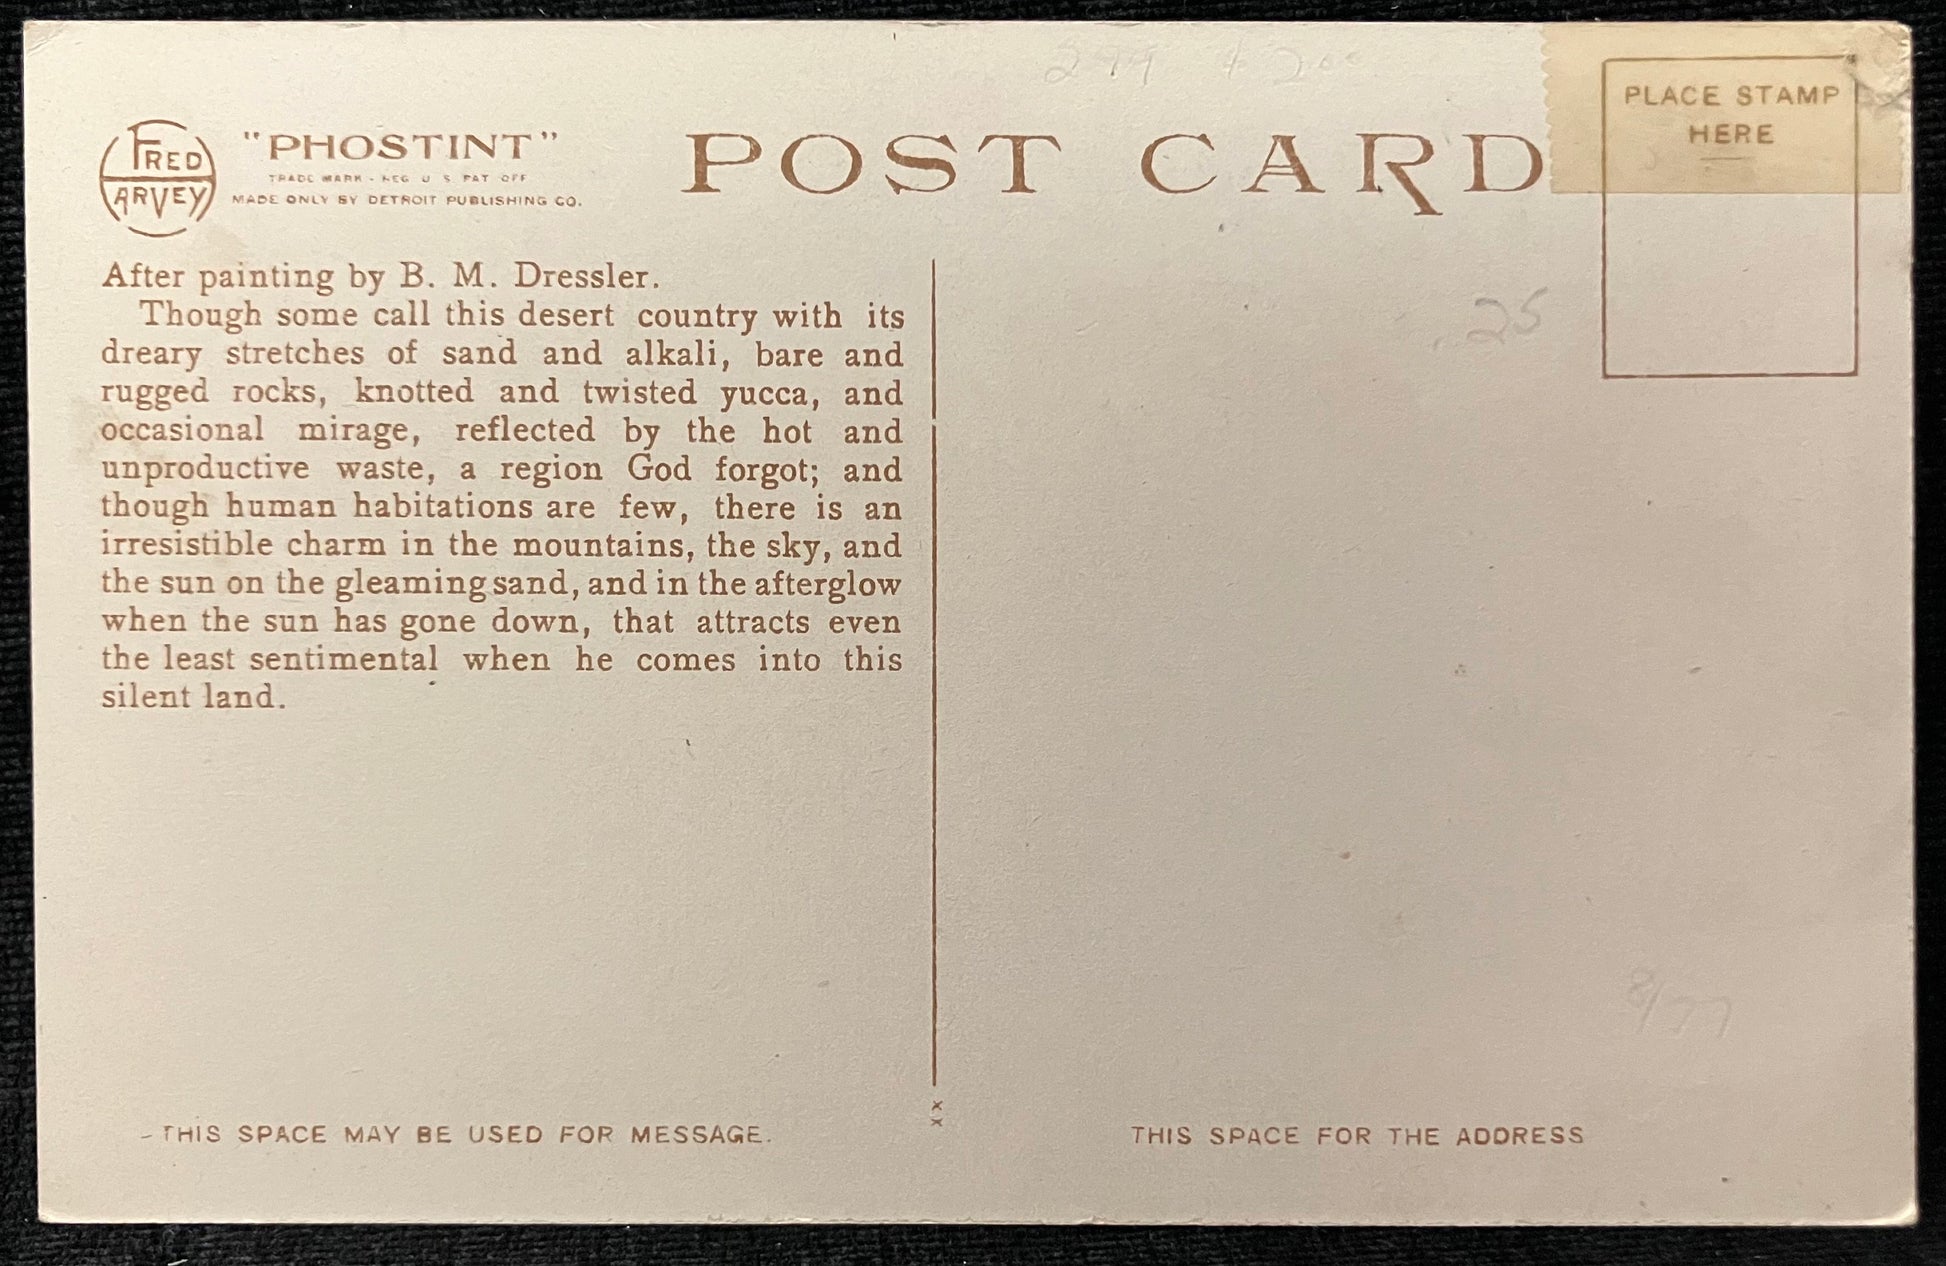 FRED HARVEY
"PHOSTINT"
TRADE MARK - REG U S PAT OFF
MADE ONLY BY DETROIT PUBLISHING CO.
POST CARD
PLACE STAMP
HERE
After painting by B. M. Dressler.
Though some call this desert country with its
dreary stretches of sand and alkali, bare and
rugged rocks, knotted and twisted yucca, and
occasional mirage, reflected by the hot and
unproductive waste, a region God forgot; and
though human habitations are few, there is an
irresistible charm in the mountains, the sky, and
the sun on the gleaming sand, and in the afterglow
when the sun has gone down, that attracts even
the least sentimental when he comes into this
silent land.
.25
8/77
THIS SPACE MAY BE USED FOR MESSAGE.
x
x
THIS SPACE FOR THE ADDRESS